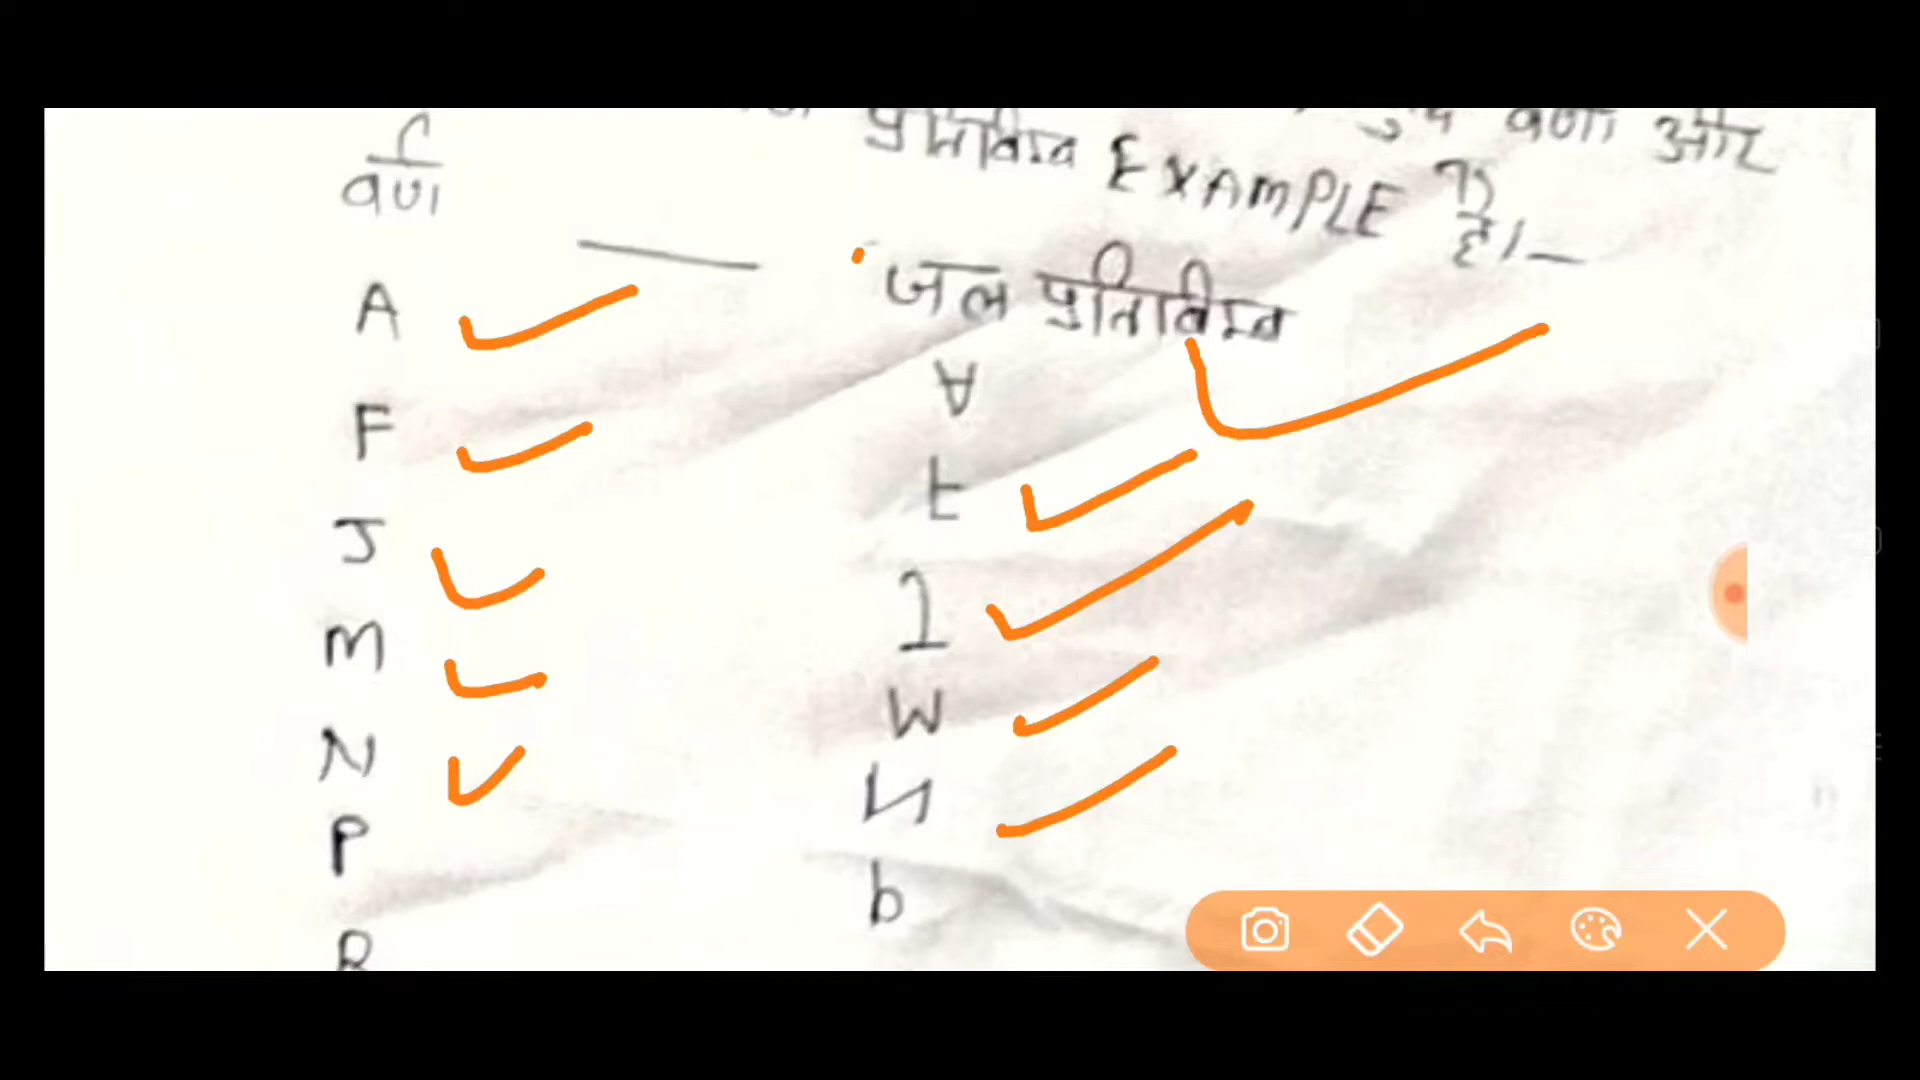 प्रतिबिम्ब EXAMPLE है।—
वर्ण
जल प्रतिबिम्ब
A ∀
F
J
M W
N И
P b
R